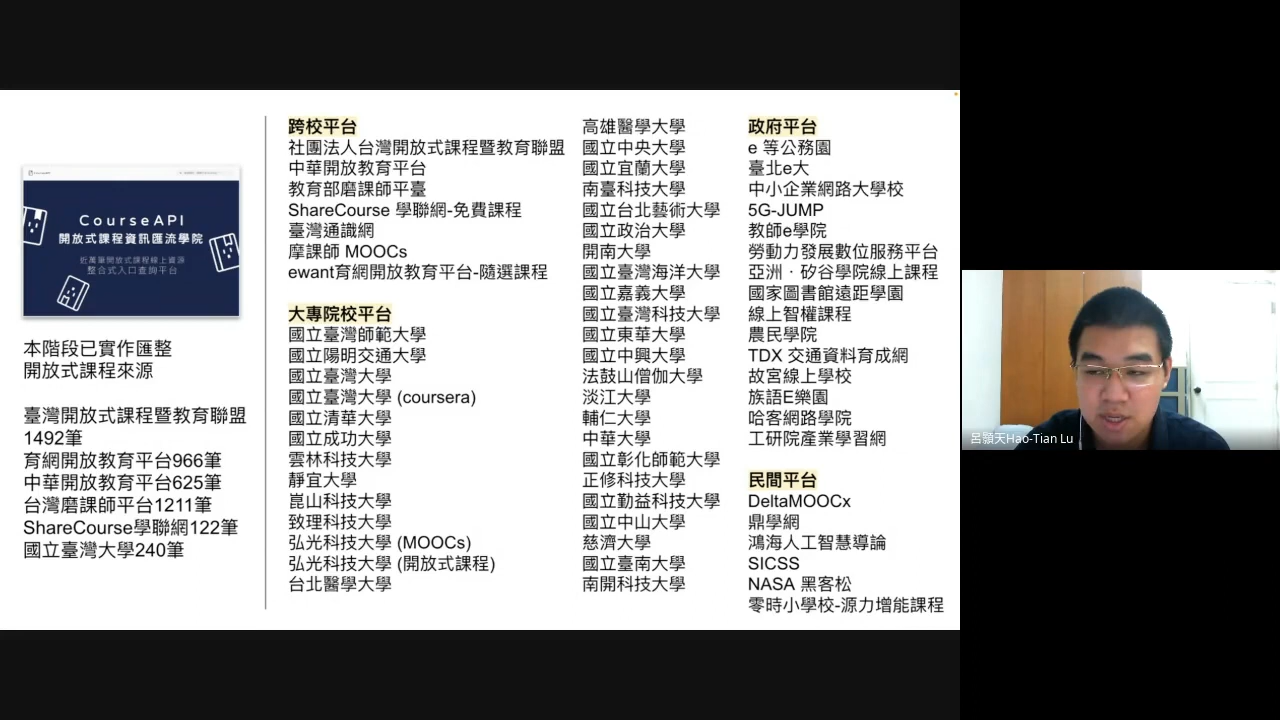 CourseAPI
開放式課程資訊匯流學院
近萬筆開放式課程線上資源
整合式入口查詢平台
本階段已實作匯整
開放式課程來源
臺灣開放式課程暨教育聯盟
1492筆
育網開放教育平台966筆
中華開放教育平台625筆
台灣磨課師平台1211筆
ShareCourse學聯網122筆
國立臺灣大學240筆
跨校平台
社團法人台灣開放式課程暨教育聯盟
中華開放教育平台
教育部磨課師平臺
ShareCourse 學聯網-免費課程
臺灣通識網
摩課師 MOOCs
ewant育網開放教育平台-隨選課程
大專院校平台
國立臺灣師範大學
國立陽明交通大學
國立臺灣大學
國立臺灣大學 (coursera)
國立清華大學
國立成功大學
雲林科技大學
靜宜大學
崑山科技大學
致理科技大學
弘光科技大學 (MOOCs)
弘光科技大學 (開放式課程)
台北醫學大學
高雄醫學大學
國立中央大學
國立宜蘭大學
南臺科技大學
國立台北藝術大學
國立政治大學
開南大學
國立臺灣海洋大學
國立嘉義大學
國立臺灣科技大學
國立東華大學
國立中興大學
法鼓山僧伽大學
淡江大學
輔仁大學
中華大學
國立彰化師範大學
正修科技大學
國立勤益科技大學
國立中山大學
慈濟大學
國立臺南大學
南開科技大學
政府平台
e 等公務園
臺北e大
中小企業網路大學校
5G-JUMP
教師e學院
勞動力發展數位服務平台
亞洲．矽谷學院線上課程
國家圖書館遠距學園
線上智權課程
農民學院
TDX 交通資料育成網
故宮線上學校
族語E樂園
哈客網路學院
工研院產業學習網
民間平台
DeltaMOOCx
鼎學網
鴻海人工智慧導論
SICSS
NASA 黑客松
零時小學校-源力增能課程
呂顥天Hao-Tian Lu